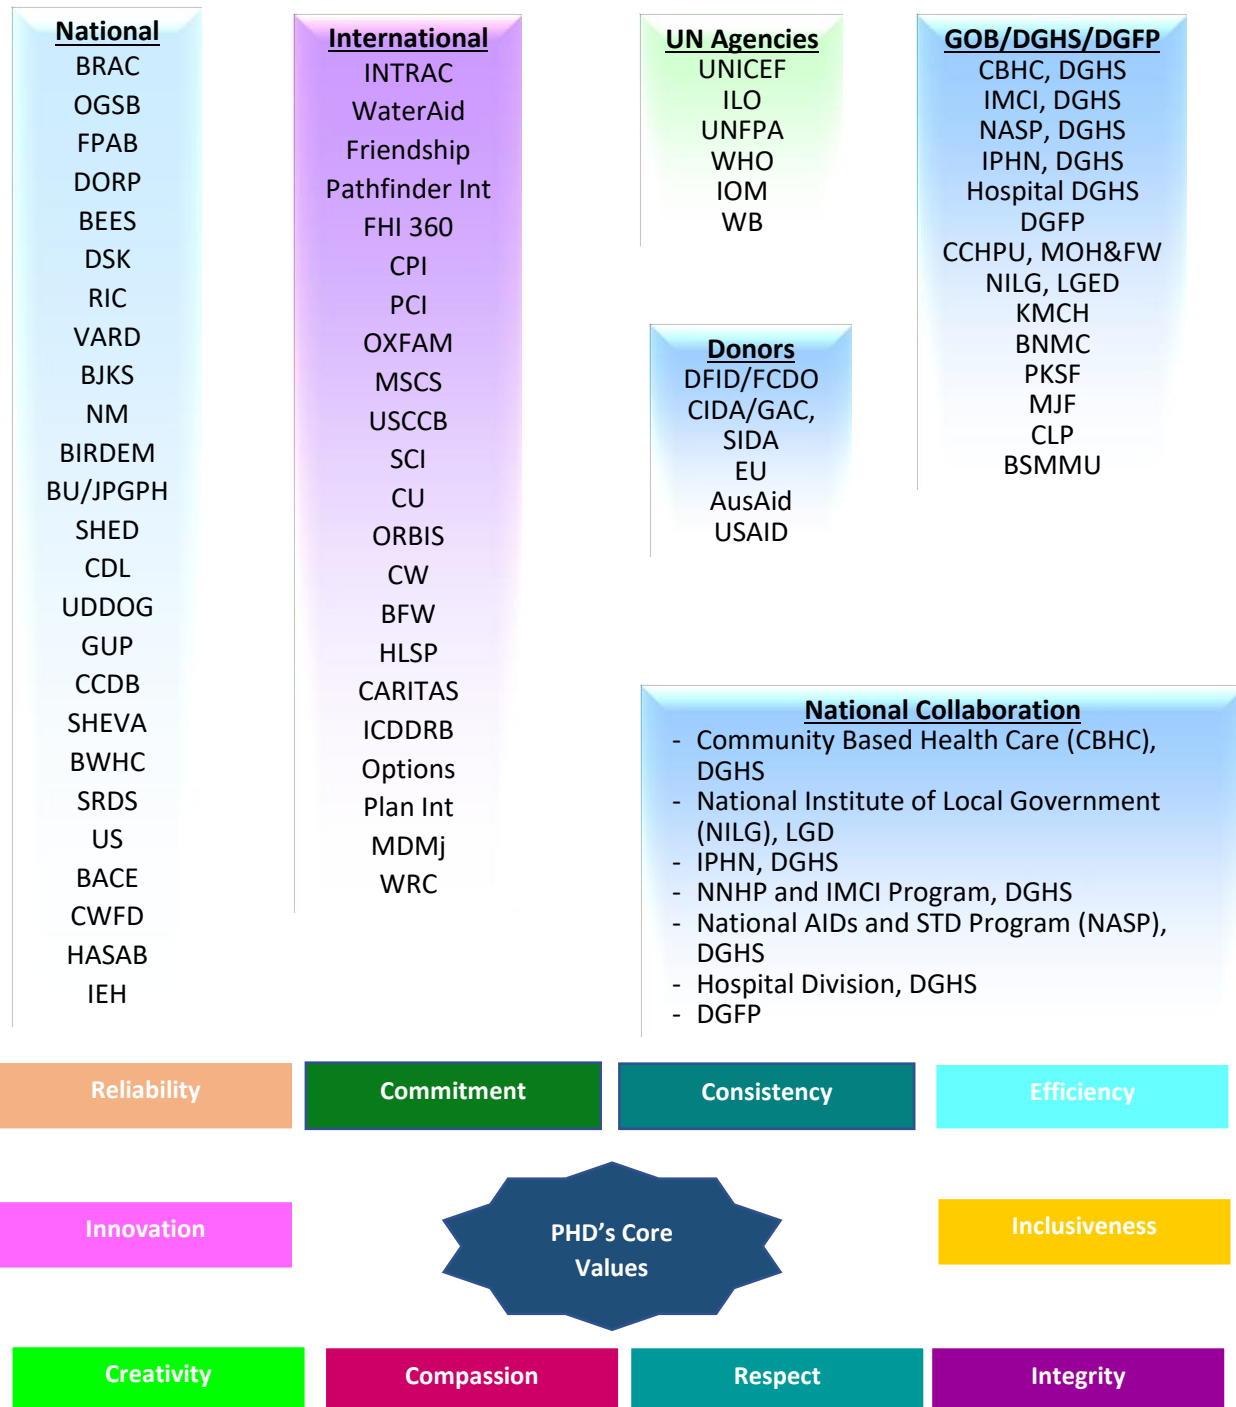 National
BRAC
OGSB
FPAB
DORP
BEES
DSK
RIC
VARD
BJKS
NM
BIRDEM
BU/JPGPH
SHED
CDL
UDDOG
GUP
CCDB
SHEVA
BWHC
SRDS
US
BACE
CWFD
HASAB
IEH
International
INTRAC
WaterAid
Friendship
Pathfinder Int
FHI 360
CPI
PCI
OXFAM
MSCS
USCCB
SCI
CU
ORBIS
CW
BFW
HLSP
CARITAS
ICDDRB
Options
Plan Int
MDMj
WRC
UN Agencies
UNICEF
ILO
UNFPA
WHO
IOM
WB
Donors
DFID/FCDO
CIDA/GAC,
SIDA
EU
AusAid
USAID
GOB/DGHS/DGFP
CBHC, DGHS
IMCI, DGHS
NASP, DGHS
IPHN, DGHS
Hospital DGHS
DGFP
CCHPU, MOH&FW
NILG, LGED
KMCH
BNMC
PKSF
MJF
CLP
BSMMU
National Collaboration
- Community Based Health Care (CBHC),
DGHS
- National Institute of Local Government
(NILG), LGD
- IPHN, DGHS
- NNHP and IMCI Program, DGHS
- National AIDs and STD Program (NASP),
DGHS
- Hospital Division, DGHS
- DGFP
Reliability
Commitment
Consistency
Efficiency
Innovation
PHD's Core
Values
Inclusiveness
Creativity
Compassion
Respect
Integrity